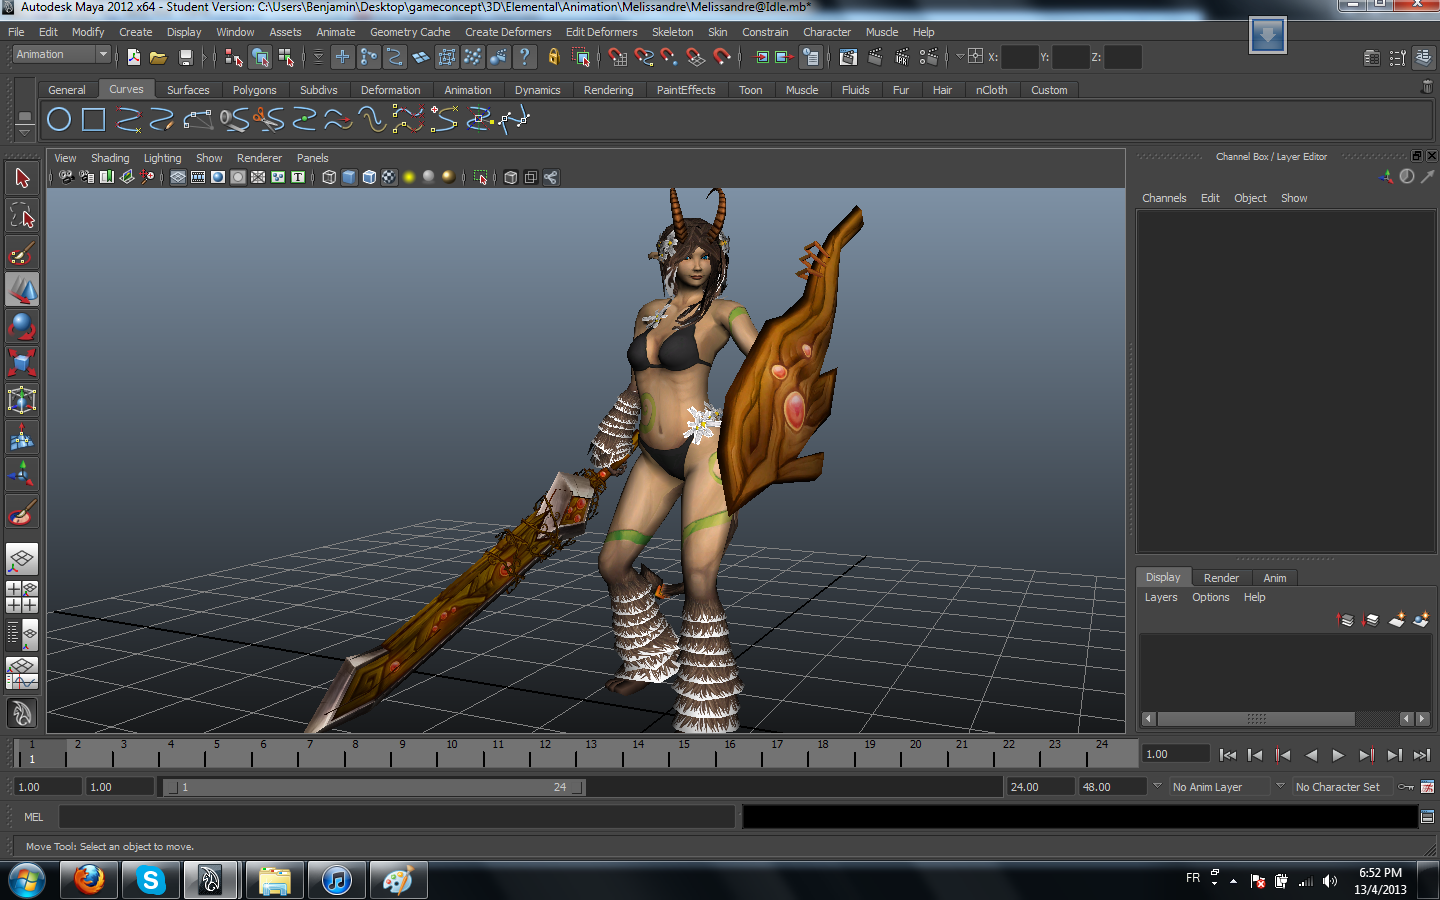 Autodesk Maya 2012 x64 - Student Version: C:\Users\Benjamin\Desktop\gameconcept\3D\Elemental\Animation\Melissandre\Melissandre@Idle.mb*
File Edit Modify Create Display Window Assets Animate Geometry Cache Create Deformers Edit Deformers Skeleton Skin Constrain Character Muscle Help
Animation X: Y: Z:
General Curves Surfaces Polygons Subdivs Deformation Animation Dynamics Rendering PaintEffects Toon Muscle Fluids Fur Hair nCloth Custom
View Shading Lighting Show Renderer Panels
Channel Box / Layer Editor
Channels Edit Object Show
Display Render Anim
Layers Options Help
1 2 3 4 5 6 7 8 9 10 11 12 13 14 15 16 17 18 19 20 21 22 23 24
1
1.00
1.00 1.00 1 24 24.00 48.00 No Anim Layer No Character Set
MEL
Move Tool: Select an object to move.
FR
6:52 PM
13/4/2013